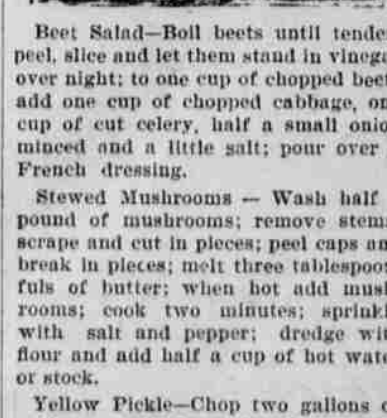 Beet Salad—Boil beets until tende
peel, slice and let them stand in vinega
over night; to one cup of chopped beet
add one cup of chopped cabbage, on
cup of cut celery, half a small onio
minced and a little salt; pour over
French dressing.
Stewed Mushrooms — Wash half
pound of mushrooms; remove stem
scrape and cut in pieces; peel caps an
break in pieces; melt three tablespoon
fuls of butter; when hot add mush
rooms; cook two minutes; sprinkl
with salt and pepper; dredge wit
flour and add half a cup of hot wate
or stock.
Yellow Pickle—Chop two gallons o